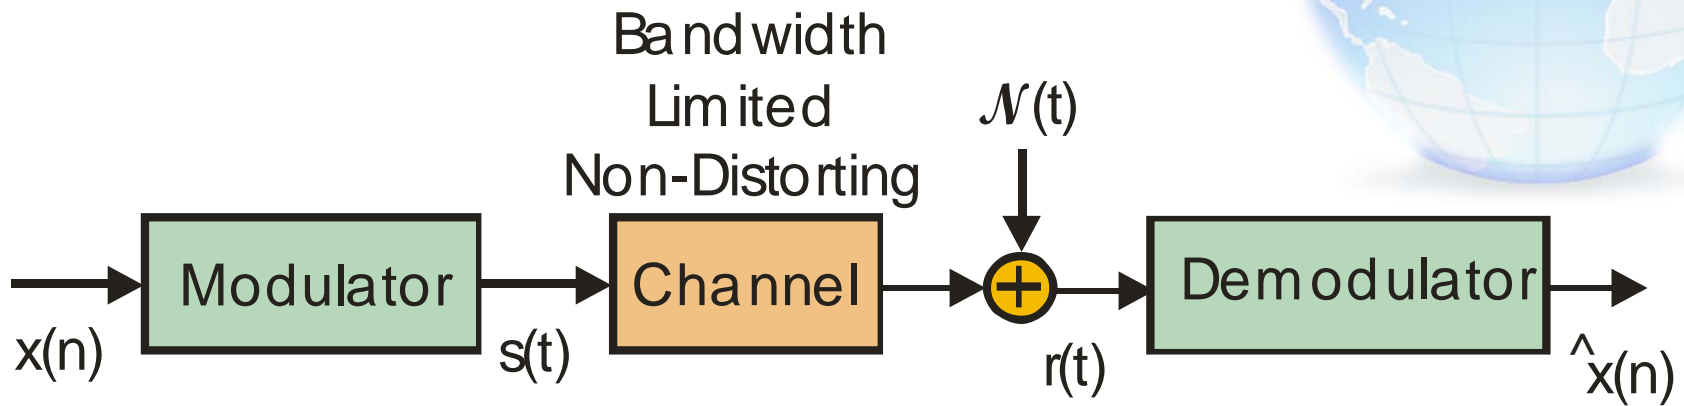 Bandwidth
Limited
Non-Distorting
𝒩(t)
Modulator
Channel
+
Demodulator
x(n)
s(t)
r(t)
^x(n)